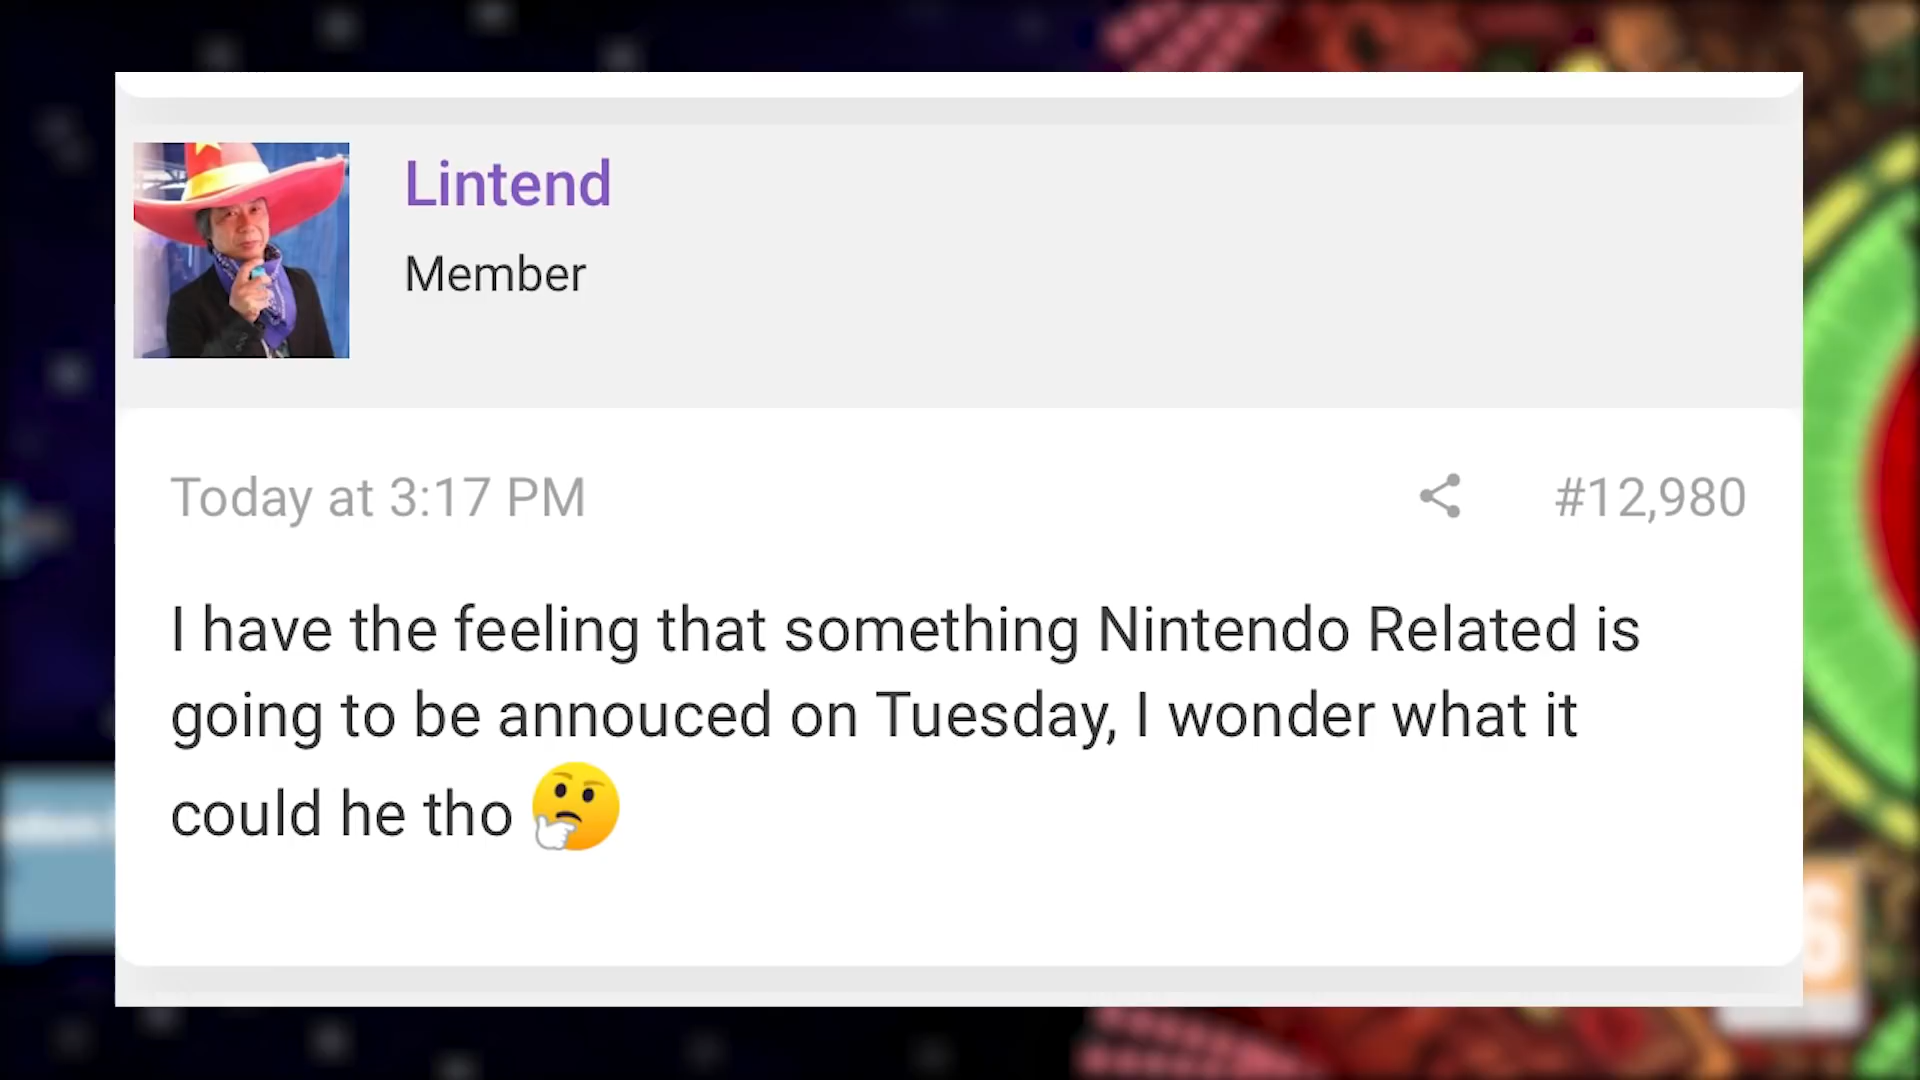 Lintend
Member
Today at 3:17 PM
#12,980
I have the feeling that something Nintendo Related is
going to be annouced on Tuesday, I wonder what it
could he tho 🤔